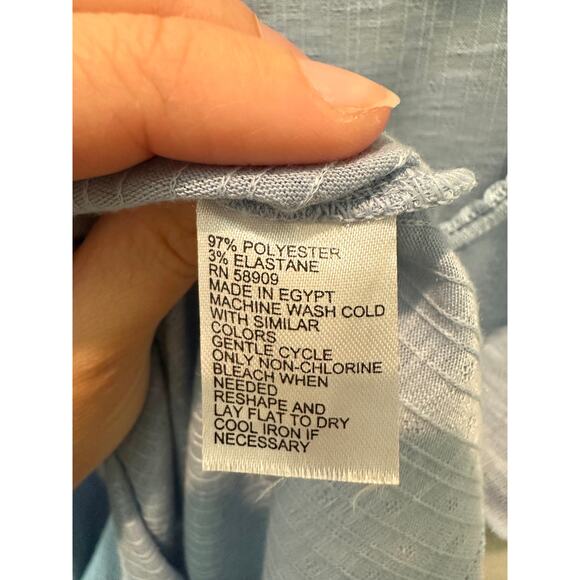 97% POLYESTER
3% ELASTANE
RN 58909
MADE IN EGYPT
MACHINE WASH COLD
WITH SIMILAR
COLORS
GENTLE CYCLE
ONLY NON-CHLORINE
BLEACH WHEN
NEEDED
RESHAPE AND
LAY FLAT TO DRY
COOL IRON IF
NECESSARY